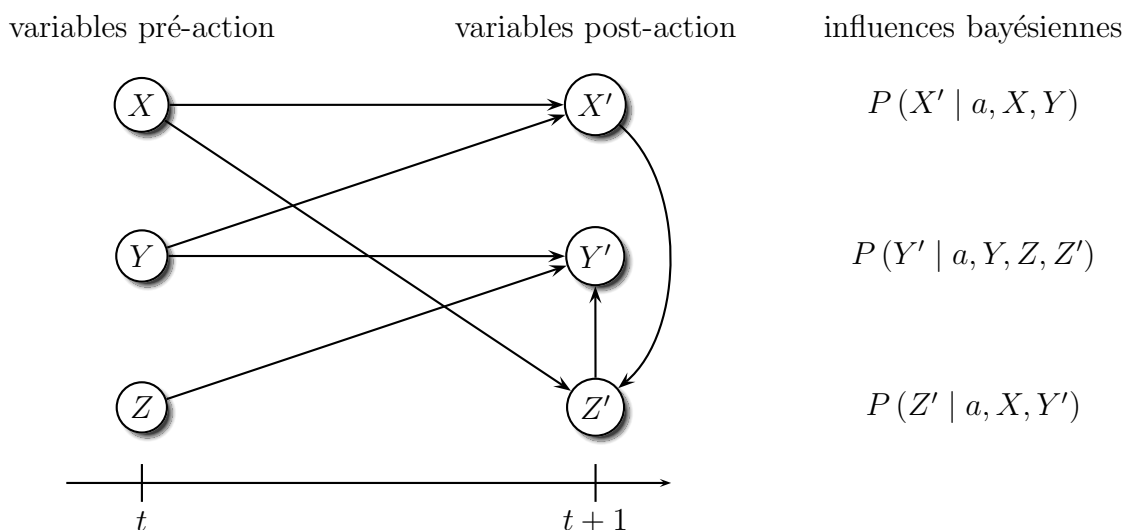 variables pré-action variables post-action influences bayésiennes
X X′ P (X′ | a, X, Y)
Y Y′ P (Y′ | a, Y, Z, Z′)
Z Z′ P (Z′ | a, X, Y′)
t t + 1